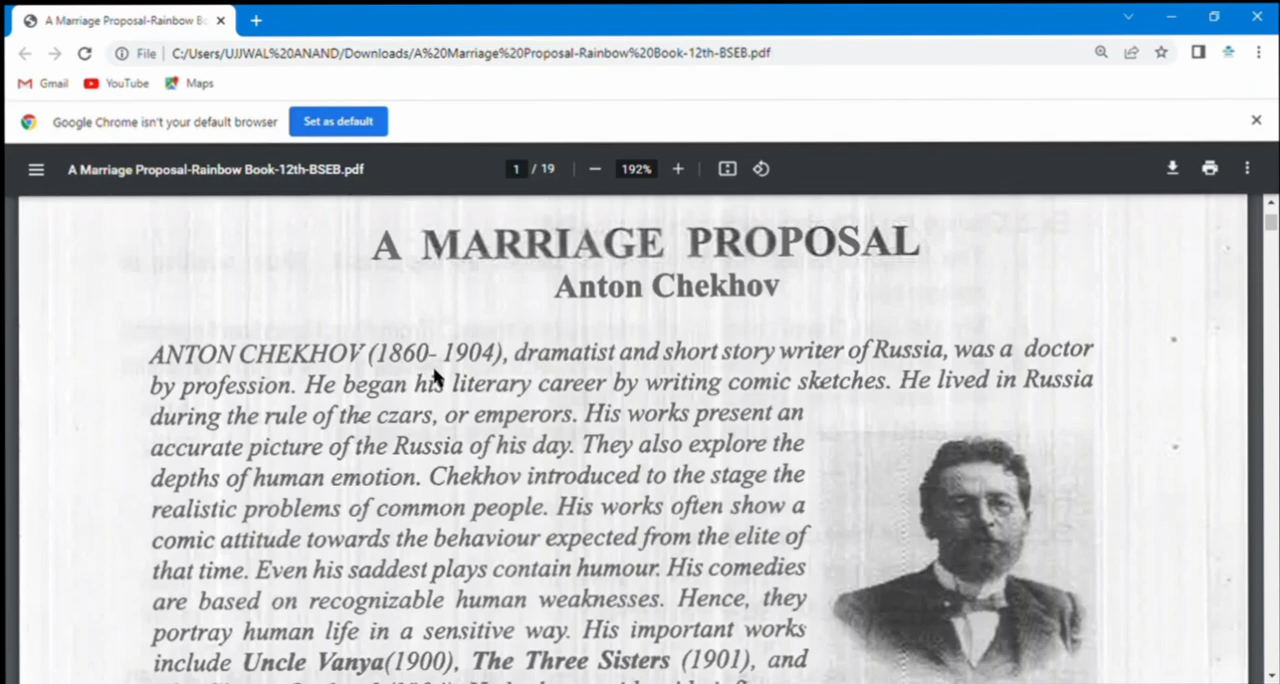 A Marriage Proposal-Rainbow B
File
C:/Users/UJJWAL%20ANAND/Downloads/A%20Marriage%20Proposal-Rainbow%20Book-12th-BSEB.pdf
Gmail YouTube Maps
Google Chrome isn't your default browser Set as default
A Marriage Proposal-Rainbow Book-12th-BSEB.pdf 1 / 19 192%
A MARRIAGE PROPOSAL
Anton Chekhov
ANTON CHEKHOV (1860- 1904), dramatist and short story writer of Russia, was a doctor
by profession. He began his literary career by writing comic sketches. He lived in Russia
during the rule of the czars, or emperors. His works present an
accurate picture of the Russia of his day. They also explore the
depths of human emotion. Chekhov introduced to the stage the
realistic problems of common people. His works often show a
comic attitude towards the behaviour expected from the elite of
that time. Even his saddest plays contain humour. His comedies
are based on recognizable human weaknesses. Hence, they
portray human life in a sensitive way. His important works
include Uncle Vanya(1900), The Three Sisters (1901), and